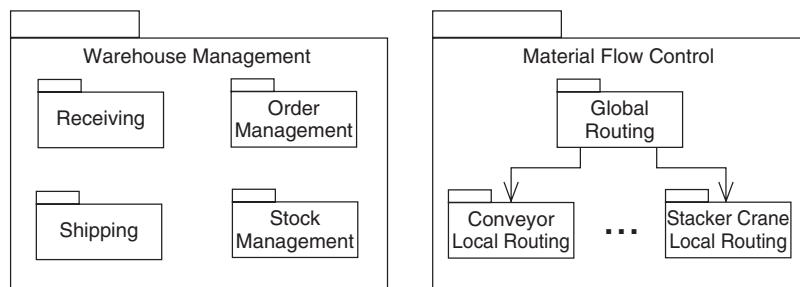 Warehouse Management
Receiving
Order
Management
Shipping
Stock
Management
Material Flow Control
Global
Routing
Conveyor
Local Routing
...
Stacker Crane
Local Routing